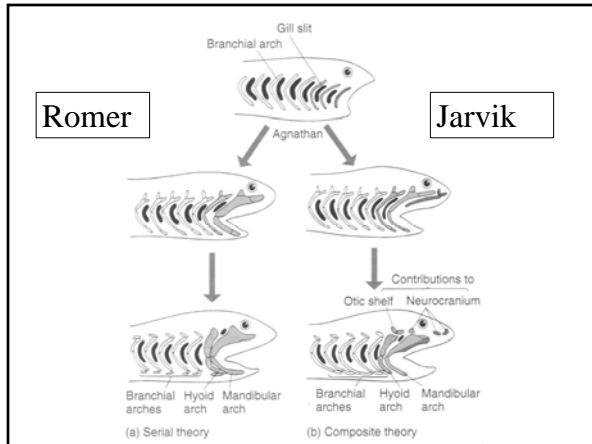 Gill slit
Branchial arch
Romer
Jarvik
Agnathan
Contributions to
Otic shelf
Neurocranium
Branchial arches
Hyoid arch
Mandibular arch
Branchial arches
Hyoid arch
Mandibular arch
(a) Serial theory
(b) Composite theory